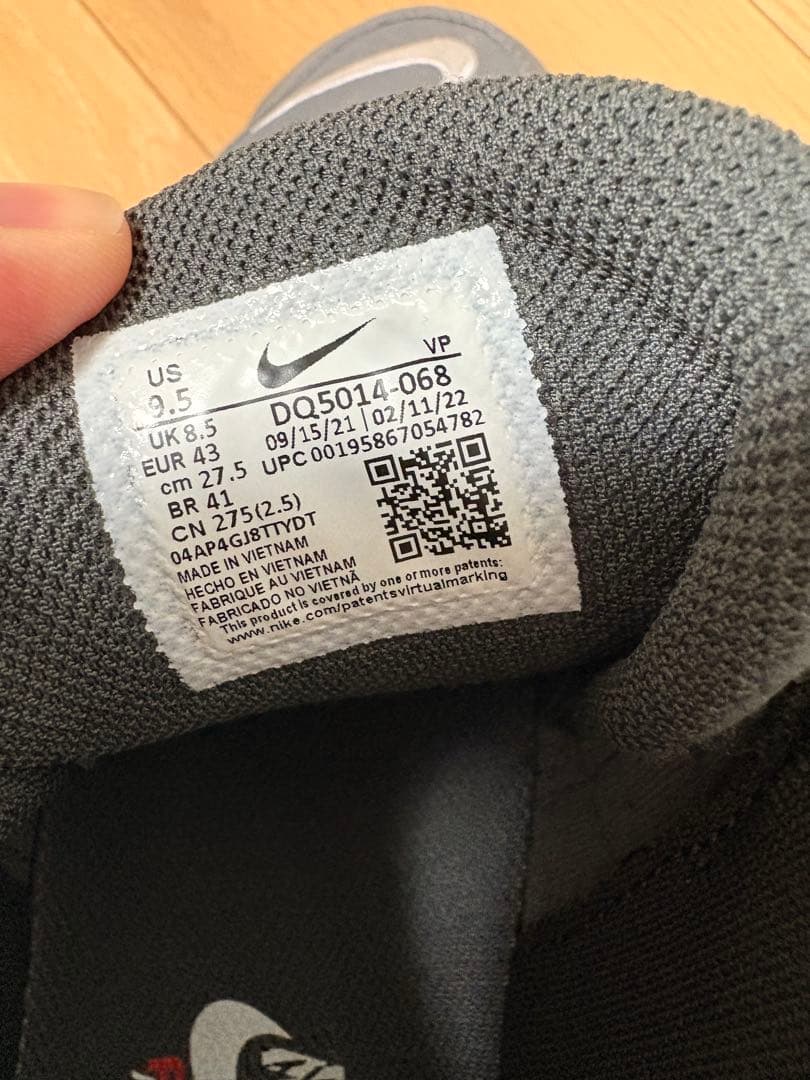 US
9.5
VP
UK 8.5
EUR 43
cm 27.5
BR 41
CN 275(2.5)
DQ5014-068
09/15/21 | 02/11/22
UPC 00195867054782
04AP4GJ8TTYDT
MADE IN VIETNAM
HECHO EN VIETNAM
FABRIQUE AU VIETNAM
FABRICADO NO VIETNÃ
This product is covered by one or more patents:
www.nike.com/patentsvirtualmarking